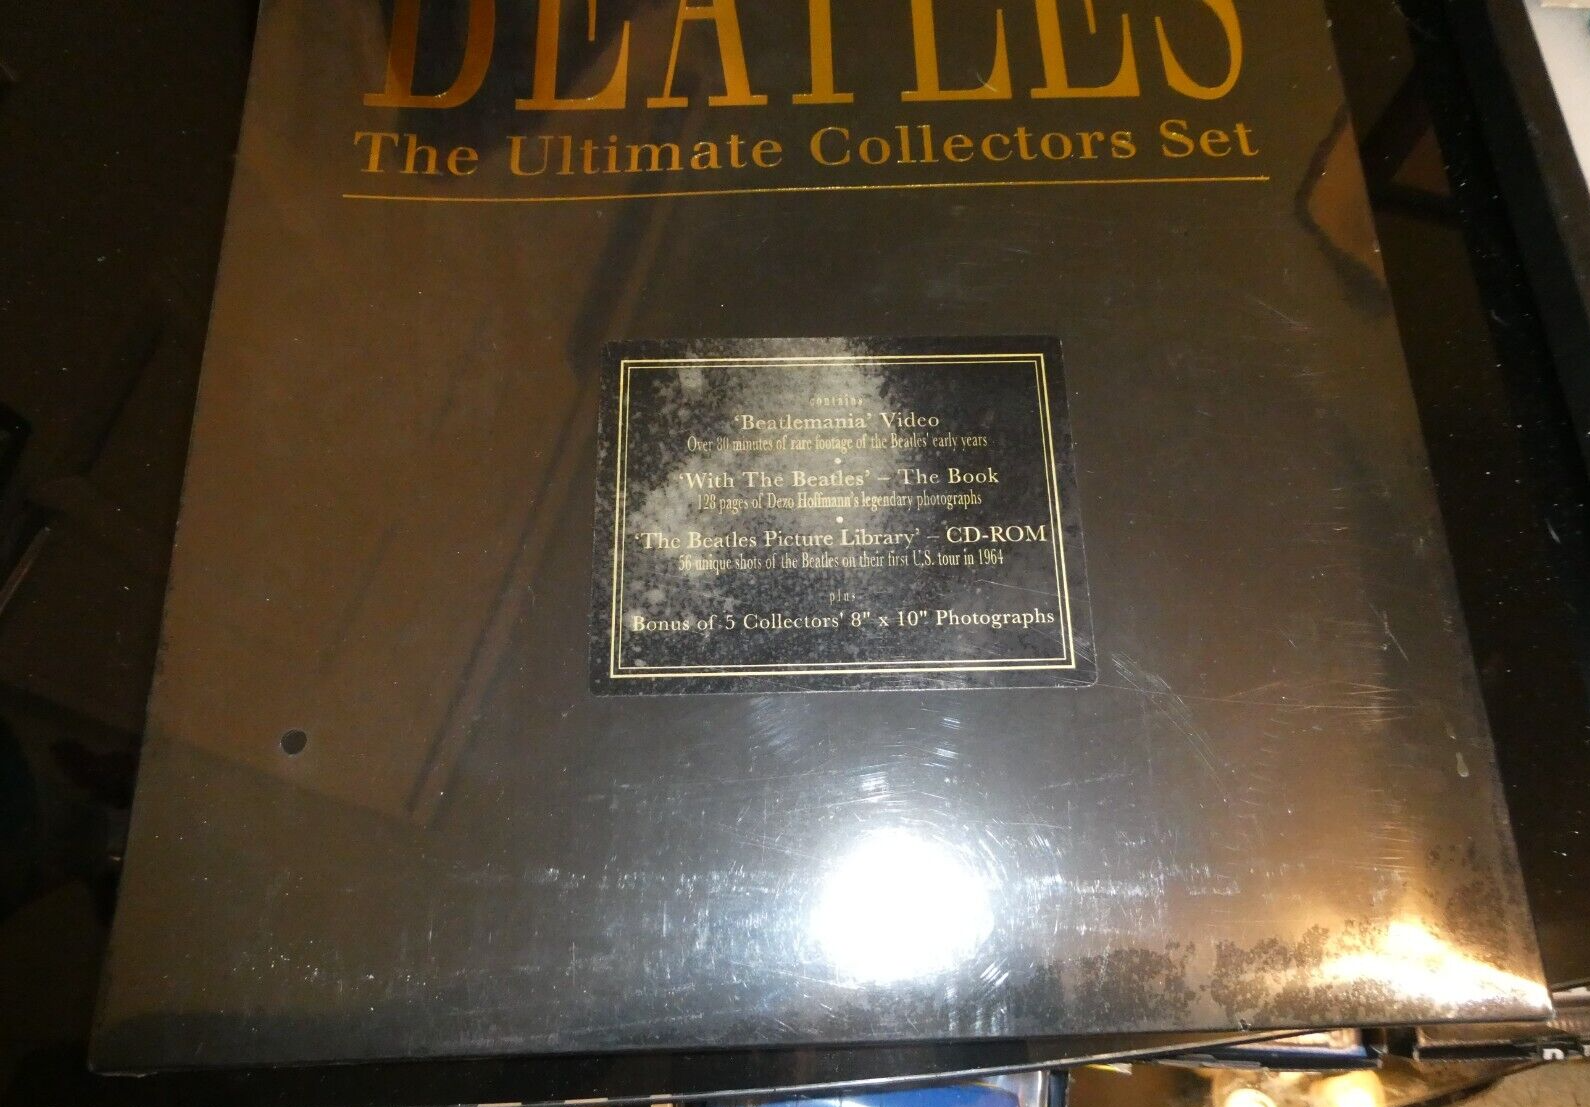 BEATLES
The Ultimate Collectors Set
contains
'Beatlemania' Video
Over 80 minutes of rare footage of the Beatles' early years
'With The Beatles' – The Book
128 pages of Dezo Hoffmann's legendary photographs
'The Beatles Picture Library' – CD-ROM
56 unique shots of the Beatles on their first U.S. tour in 1964
plus
Bonus of 5 Collectors' 8" x 10" Photographs